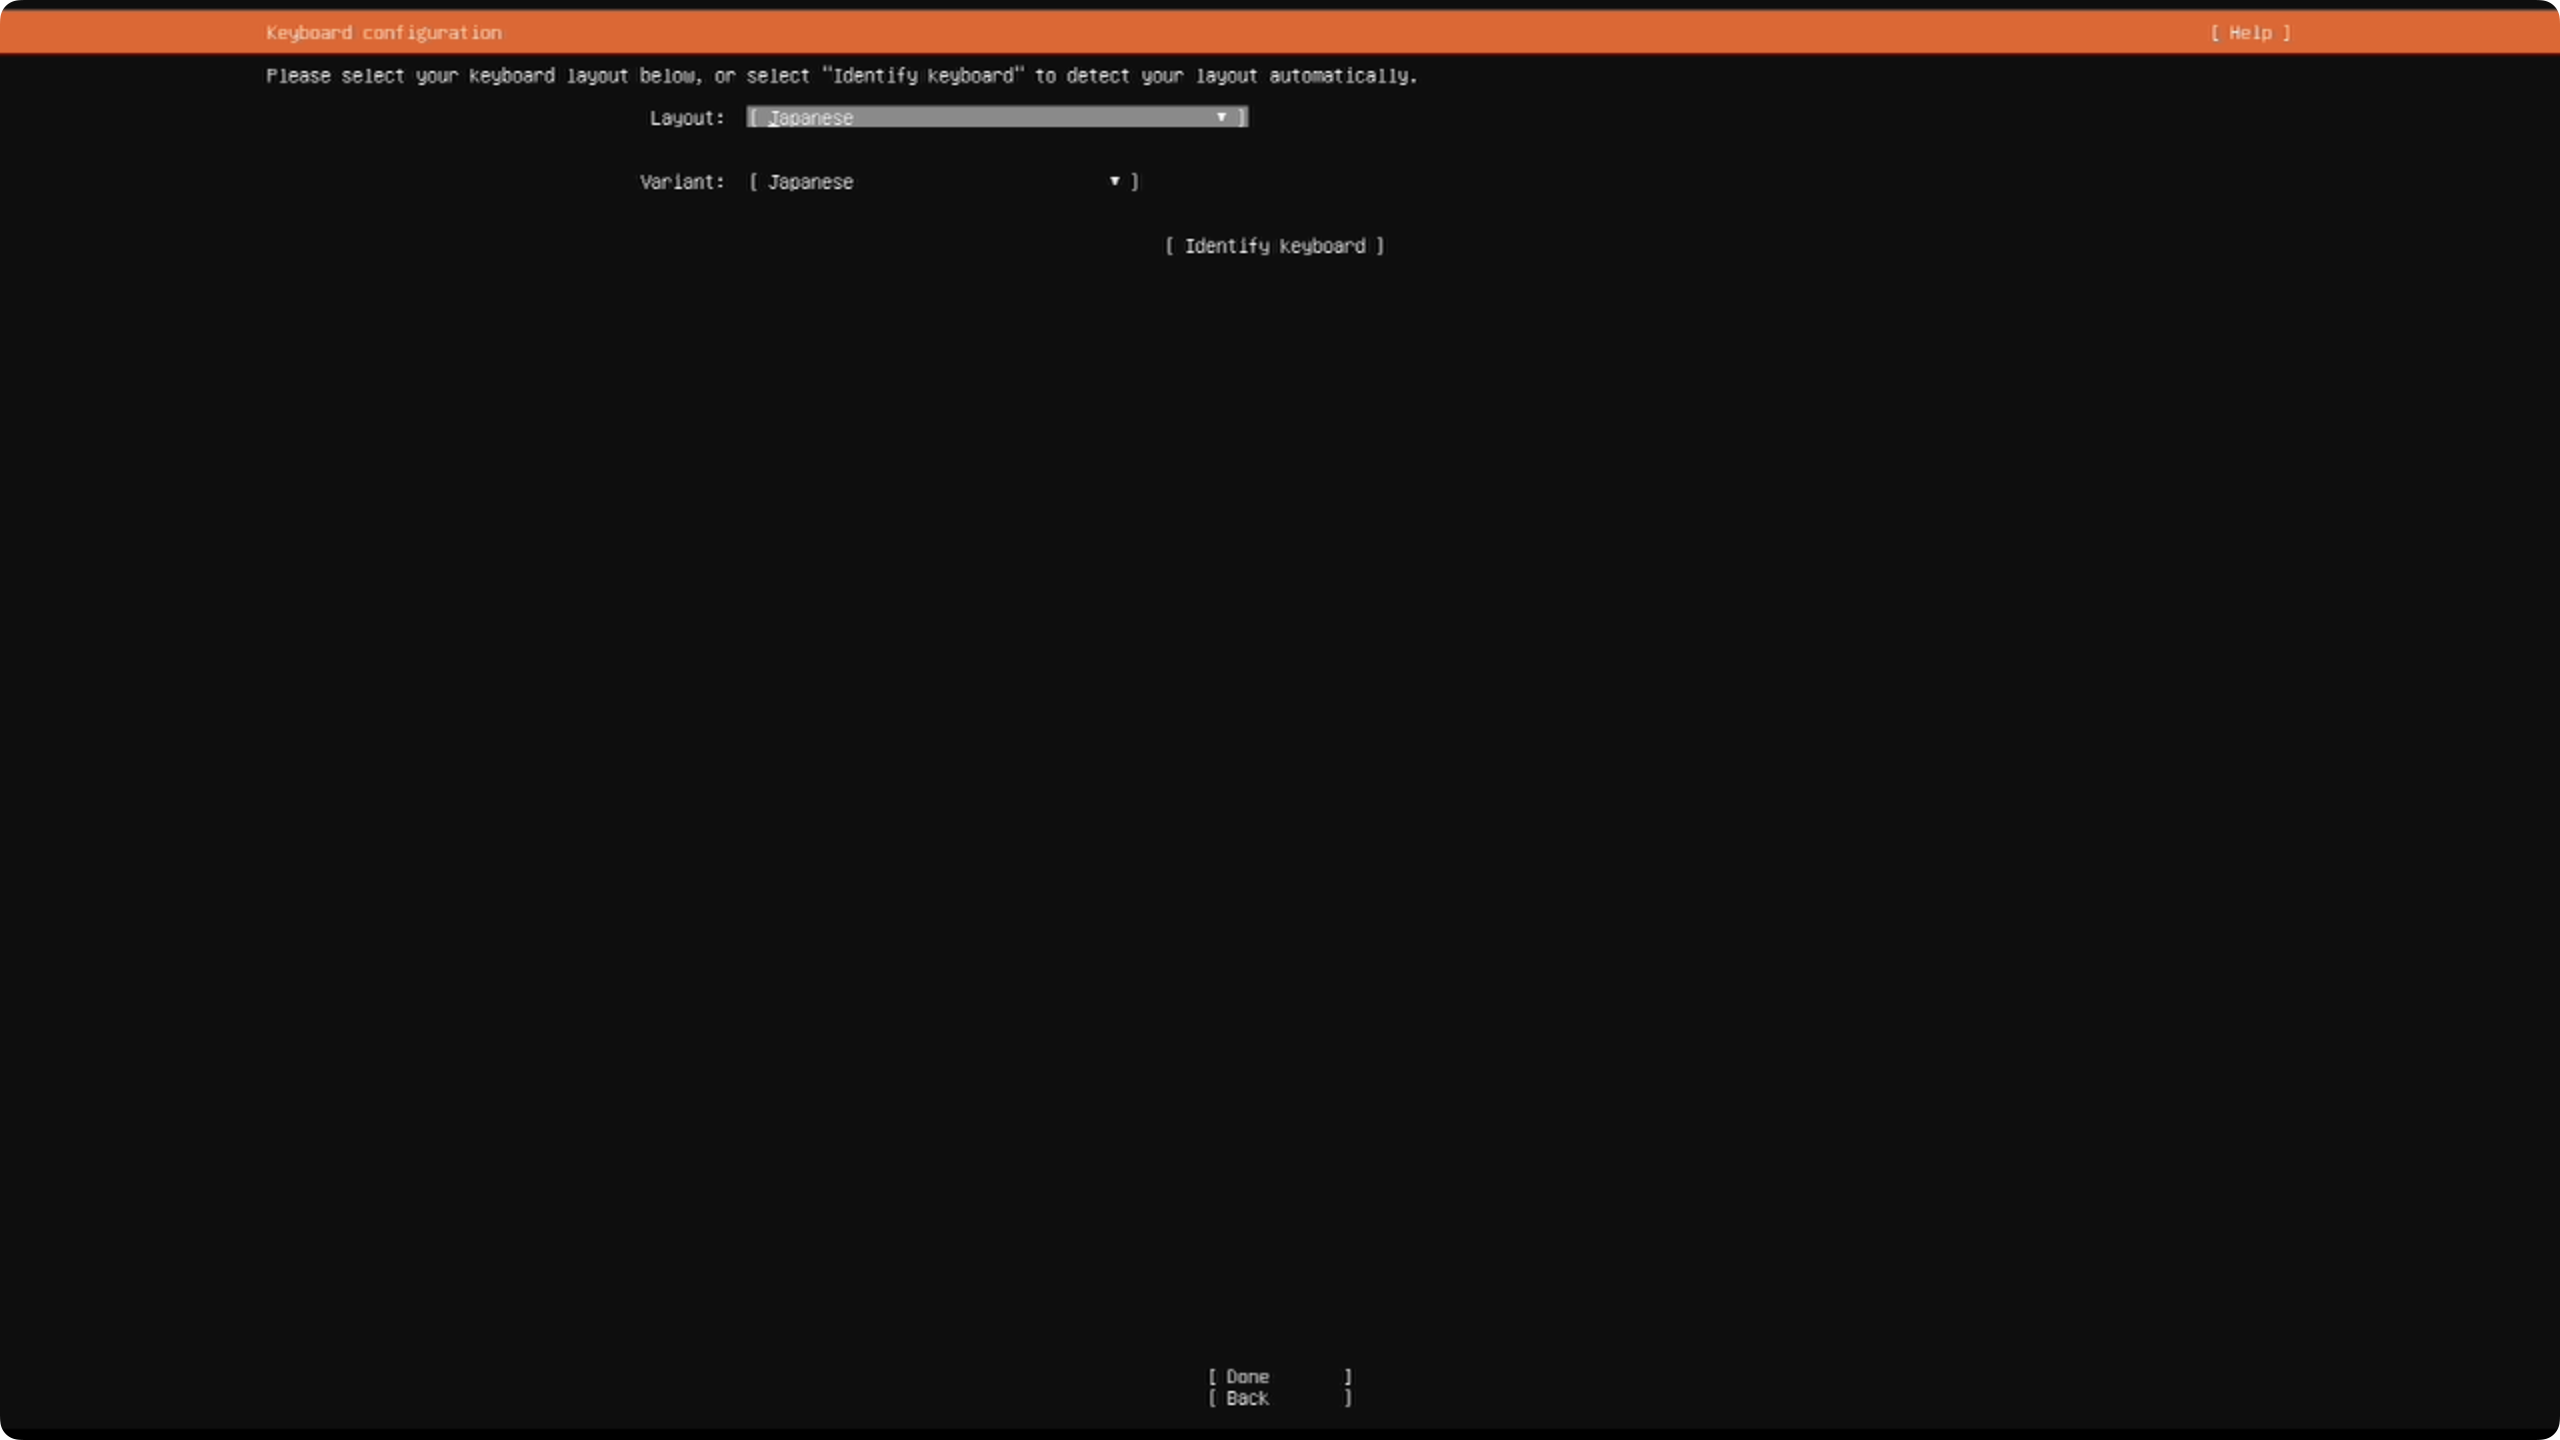 Keyboard configuration [ Help ]
Please select your keyboard layout below, or select "Identify keyboard" to detect your layout automatically.
Layout: [ Japanese ▼ ]
Variant: [ Japanese ▼ ]
[ Identify keyboard ]
[ Done ]
[ Back ]